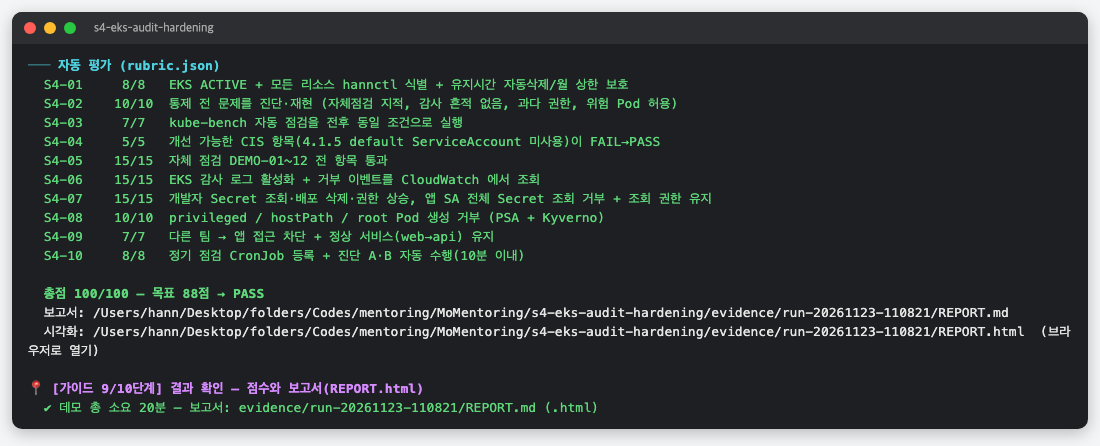 s4-eks-audit-hardening
─── 자동 평가 (rubric.json)
S4-01 8/8 EKS ACTIVE + 모든 리소스 hannctl 식별 + 유지시간 자동삭제/월 상한 보호
S4-02 10/10 통제 전 문제를 진단·재현 (자체점검 지적, 감사 흔적 없음, 과다 권한, 위험 Pod 허용)
S4-03 7/7 kube-bench 자동 점검을 전후 동일 조건으로 실행
S4-04 5/5 개선 가능한 CIS 항목(4.1.5 default ServiceAccount 미사용)이 FAIL→PASS
S4-05 15/15 자체 점검 DEMO-01~12 전 항목 통과
S4-06 15/15 EKS 감사 로그 활성화 + 거부 이벤트를 CloudWatch 에서 조회
S4-07 15/15 개발자 Secret 조회·배포 삭제·권한 상승, 앱 SA 전체 Secret 조회 거부 + 조회 권한 유지
S4-08 10/10 privileged / hostPath / root Pod 생성 거부 (PSA + Kyverno)
S4-09 7/7 다른 팀 → 앱 접근 차단 + 정상 서비스(web→api) 유지
S4-10 8/8 정기 점검 CronJob 등록 + 진단 A·B 자동 수행(10분 이내)
총점 100/100 — 목표 88점 → PASS
보고서: /Users/hann/Desktop/folders/Codes/mentoring/MoMentoring/s4-eks-audit-hardening/evidence/run-20261123-110821/REPORT.md
시각화: /Users/hann/Desktop/folders/Codes/mentoring/MoMentoring/s4-eks-audit-hardening/evidence/run-20261123-110821/REPORT.html (브라
우저로 열기)
📍 [가이드 9/10단계] 결과 확인 — 점수와 보고서(REPORT.html)
✔ 데모 총 소요 20분 — 보고서: evidence/run-20261123-110821/REPORT.md (.html)